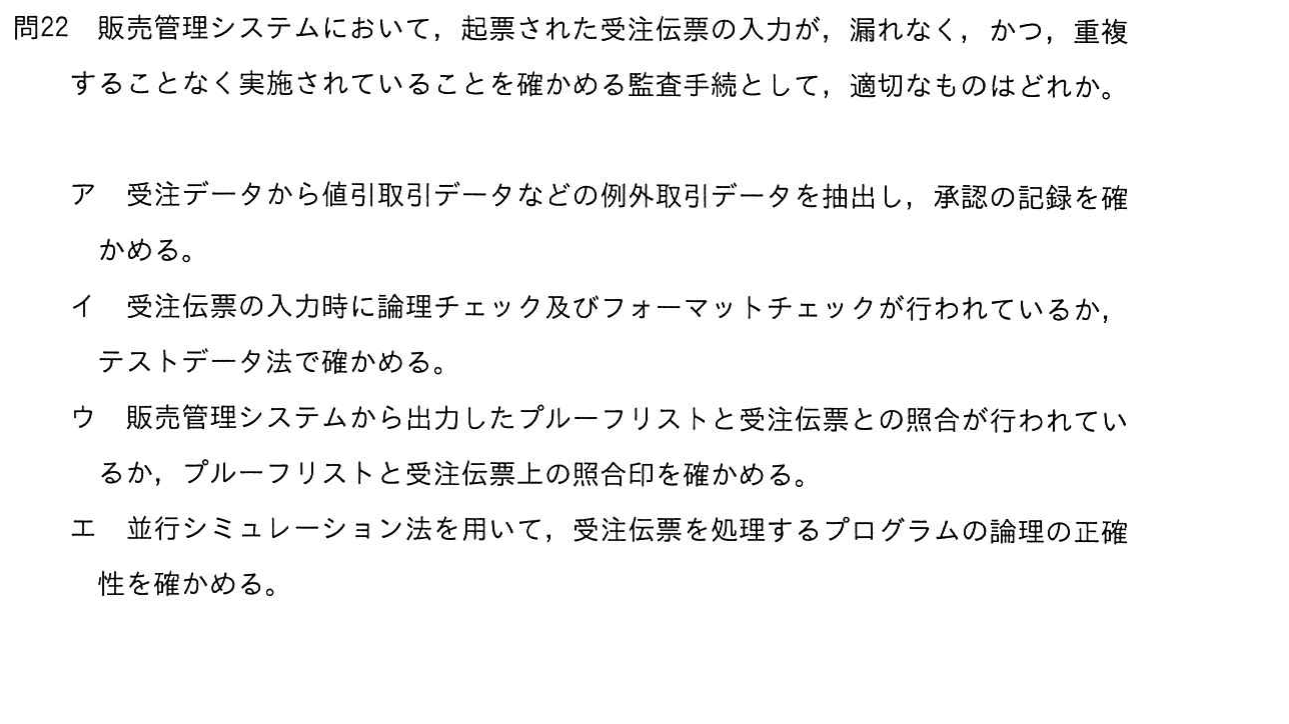 問22 販売管理システムにおいて，起票された受注伝票の入力が，漏れなく，かつ，重複
することなく実施されていることを確かめる監査手続として，適切なものはどれか。
ア 受注データから値引取引データなどの例外取引データを抽出し，承認の記録を確
かめる。
イ 受注伝票の入力時に論理チェック及びフォーマットチェックが行われているか，
テストデータ法で確かめる。
ウ 販売管理システムから出力したプルーフリストと受注伝票との照合が行われてい
るか，プルーフリストと受注伝票上の照合印を確かめる。
エ 並行シミュレーション法を用いて，受注伝票を処理するプログラムの論理の正確
性を確かめる。